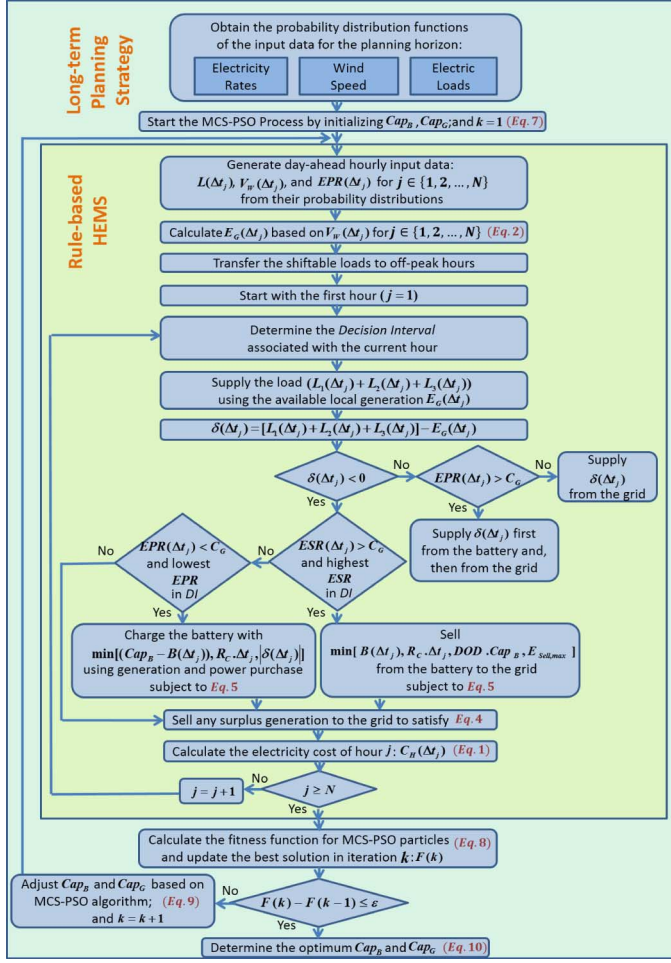 Long-term
Planning
Strategy
Obtain the probability distribution functions
of the input data for the planning horizon:
Electricity
Rates
Wind
Speed
Electric
Loads
Start the MCS-PSO Process by initializing Cap_B, Cap_G; and k = 1 (Eq. 7)
Rule-based
HEMS
Generate day-ahead hourly input data:
L(Δt_j), V_W(Δt_j), and EPR(Δt_j) for j ∈ {1, 2, ..., N}
from their probability distributions
Calculate E_G(Δt_j) based on V_W(Δt_j) for j ∈ {1, 2, ..., N} (Eq. 2)
Transfer the shiftable loads to off-peak hours
Start with the first hour (j = 1)
Determine the Decision Interval
associated with the current hour
Supply the load (L_1(Δt_j) + L_2(Δt_j) + L_3(Δt_j))
using the available local generation E_G(Δt_j)
δ(Δt_j) = [L_1(Δt_j) + L_2(Δt_j) + L_3(Δt_j)] − E_G(Δt_j)
δ(Δt_j) < 0
No
EPR(Δt_j) > C_G
No
Supply
δ(Δt_j)
from the grid
Yes
Yes
Supply δ(Δt_j) first
from the battery and,
then from the grid
No
EPR(Δt_j) < C_G
and lowest
EPR
in DI
No
ESR(Δt_j) > C_G
and highest
ESR
in DI
Yes
Yes
Charge the battery with
min[(Cap_B − B(Δt_j)), R_C . Δt_j, |δ(Δt_j)|]
using generation and power purchase
subject to Eq. 5
Sell
min[ B(Δt_j), R_C . Δt_j, DOD . Cap_B, E_Sell,max ]
from the battery to the grid
subject to Eq. 5
Sell any surplus generation to the grid to satisfy Eq. 4
Calculate the electricity cost of hour j: C_H(Δt_j) (Eq. 1)
j = j + 1
No
j ≥ N
Yes
Calculate the fitness function for MCS-PSO particles (Eq. 8)
and update the best solution in iteration k: F(k)
Adjust Cap_B and Cap_G based on
MCS-PSO algorithm; (Eq. 9)
and k = k + 1
No
F(k) − F(k − 1) ≤ ε
Yes
Determine the optimum Cap_B and Cap_G (Eq. 10)